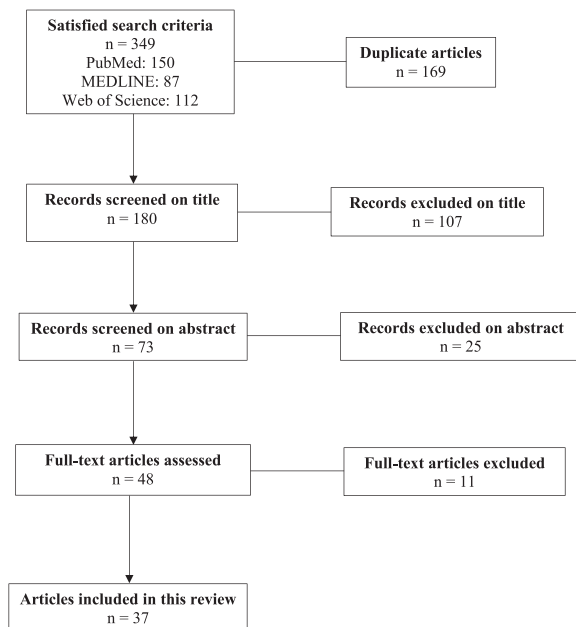 Satisfied search criteria
n = 349
PubMed: 150
MEDLINE: 87
Web of Science: 112
Duplicate articles
n = 169
Records screened on title
n = 180
Records excluded on title
n = 107
Records screened on abstract
n = 73
Records excluded on abstract
n = 25
Full-text articles assessed
n = 48
Full-text articles excluded
n = 11
Articles included in this review
n = 37